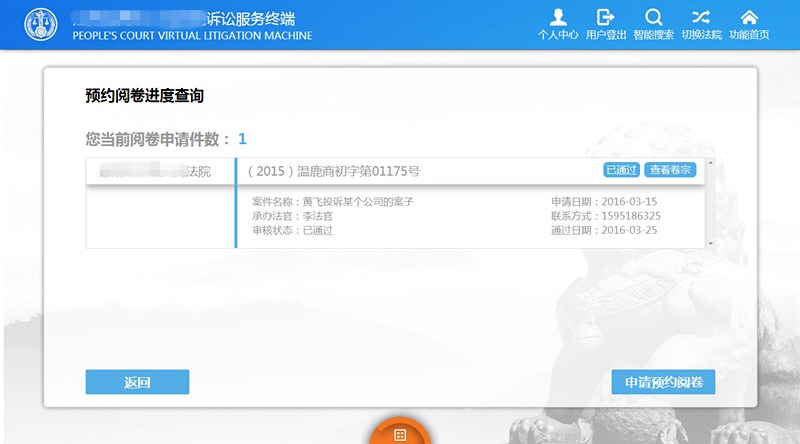 诉讼服务终端
PEOPLE'S COURT VIRTUAL LITIGATION MACHINE
个人中心 用户登出 智能搜索 切换法院 功能首页
预约阅卷进度查询
您当前阅卷申请件数： 1
法院 （2015）温鹿商初字第01175号 已通过 查看卷宗
案件名称：黄飞投诉某个公司的案子 申请日期：2016-03-15
承办法官：李法官 联系方式：1595186325
审核状态：已通过 通过日期：2016-03-25
返回 申请预约阅卷